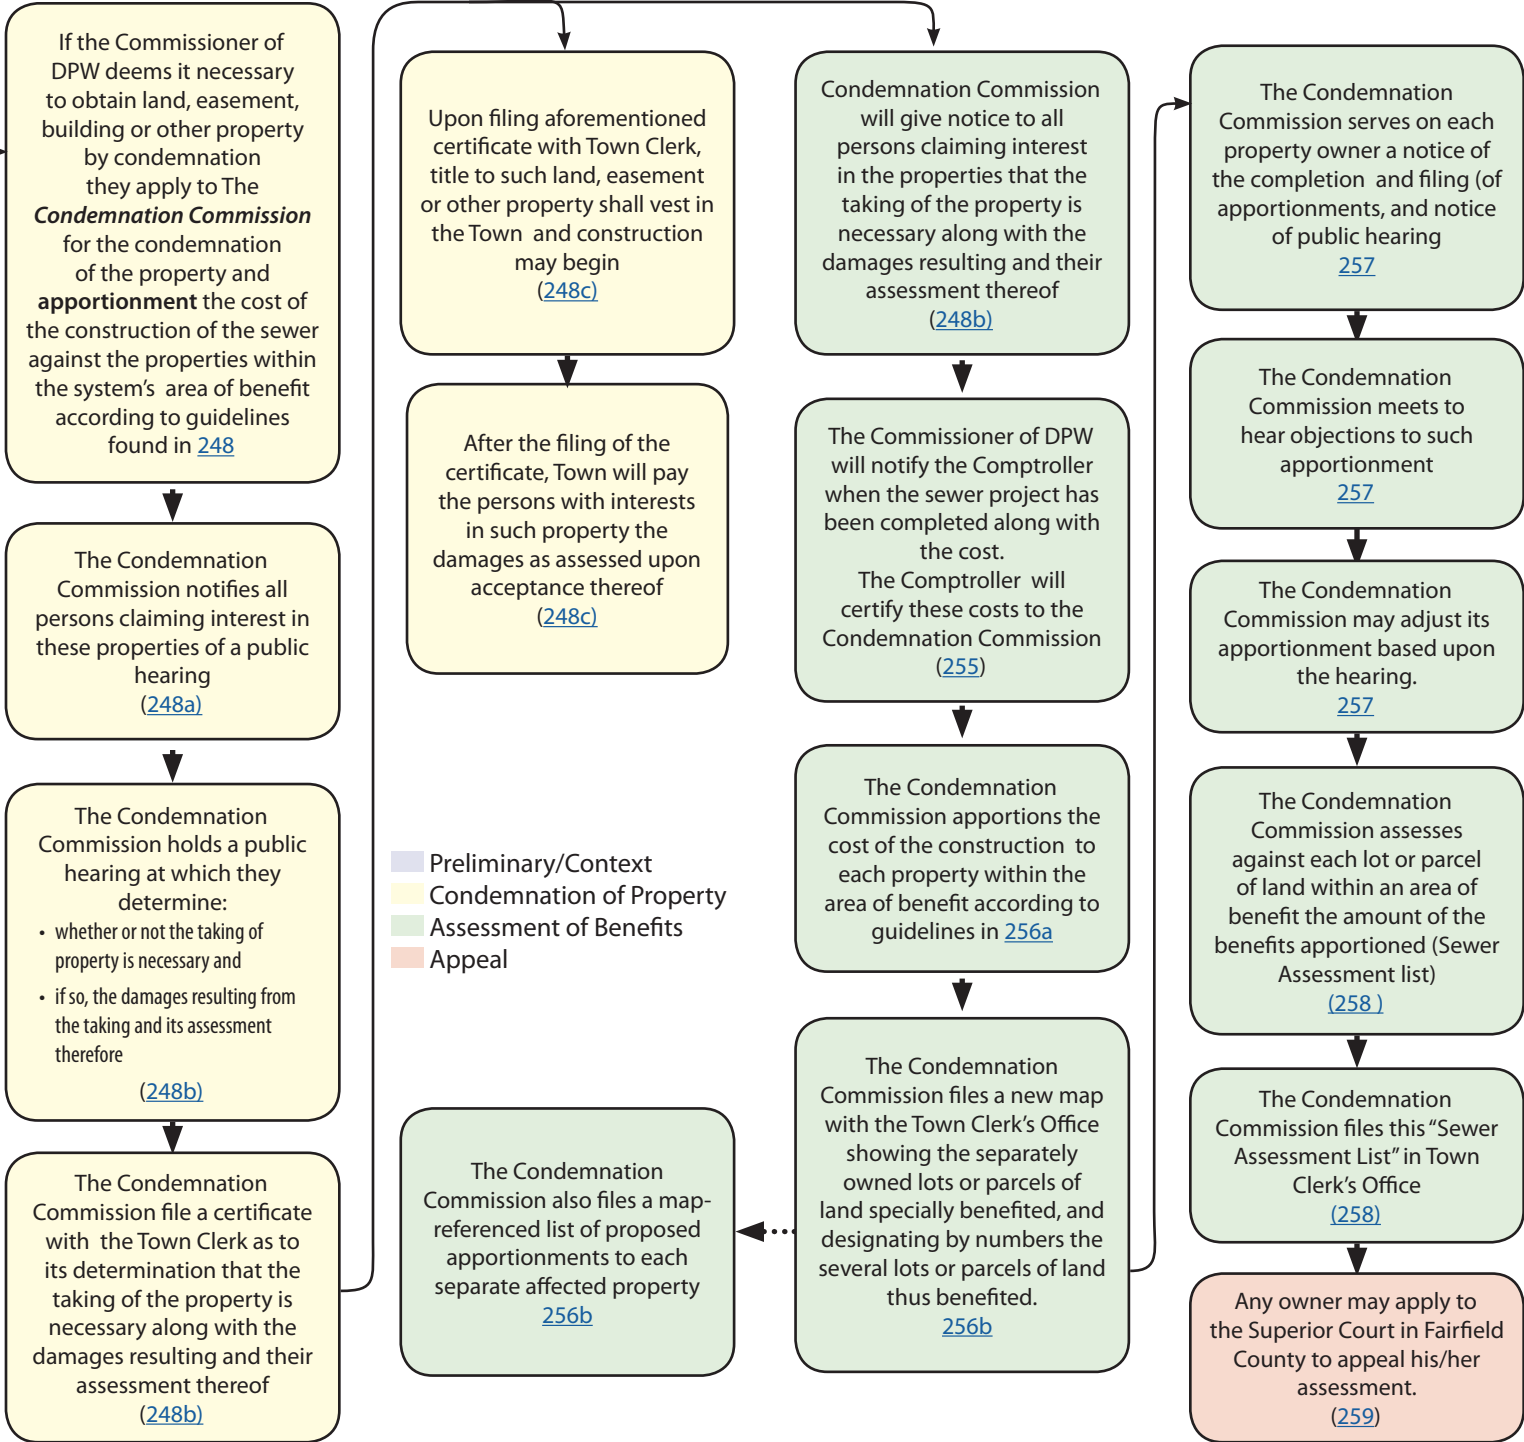 If the Commissioner of
DPW deems it necessary
to obtain land, easement,
building or other property
by condemnation
they apply to The
Condemnation Commission
for the condemnation
of the property and
apportionment the cost of
the construction of the sewer
against the properties within
the system's area of benefit
according to guidelines
found in 248
The Condemnation
Commission notifies all
persons claiming interest in
these properties of a public
hearing
(248a)
The Condemnation
Commission holds a public
hearing at which they
determine:
• whether or not the taking of
property is necessary and
• if so, the damages resulting from
the taking and its assessment
therefore
(248b)
The Condemnation
Commission file a certificate
with the Town Clerk as to
its determination that the
taking of the property is
necessary along with the
damages resulting and their
assessment thereof
(248b)
Upon filing aforementioned
certificate with Town Clerk,
title to such land, easement
or other property shall vest in
the Town and construction
may begin
(248c)
After the filing of the
certificate, Town will pay
the persons with interests
in such property the
damages as assessed upon
acceptance thereof
(248c)
Preliminary/Context
Condemnation of Property
Assessment of Benefits
Appeal
Condemnation Commission
will give notice to all
persons claiming interest
in the properties that the
taking of the property is
necessary along with the
damages resulting and their
assessment thereof
(248b)
The Commissioner of DPW
will notify the Comptroller
when the sewer project has
been completed along with
the cost.
The Comptroller will
certify these costs to the
Condemnation Commission
(255)
The Condemnation
Commission apportions the
cost of the construction to
each property within the
area of benefit according to
guidelines in 256a
The Condemnation
Commission files a new map
with the Town Clerk's Office
showing the separately
owned lots or parcels of
land specially benefited, and
designating by numbers the
several lots or parcels of land
thus benefited.
256b
The Condemnation
Commission also files a map-
referenced list of proposed
apportionments to each
separate affected property
256b
The Condemnation
Commission serves on each
property owner a notice of
the completion and filing (of
apportionments, and notice
of public hearing
257
The Condemnation
Commission meets to
hear objections to such
apportionment
257
The Condemnation
Commission may adjust its
apportionment based upon
the hearing.
257
The Condemnation
Commission assesses
against each lot or parcel
of land within an area of
benefit the amount of the
benefits apportioned (Sewer
Assessment list)
(258 )
The Condemnation
Commission files this "Sewer
Assessment List" in Town
Clerk's Office
(258)
Any owner may apply to
the Superior Court in Fairfield
County to appeal his/her
assessment.
(259)